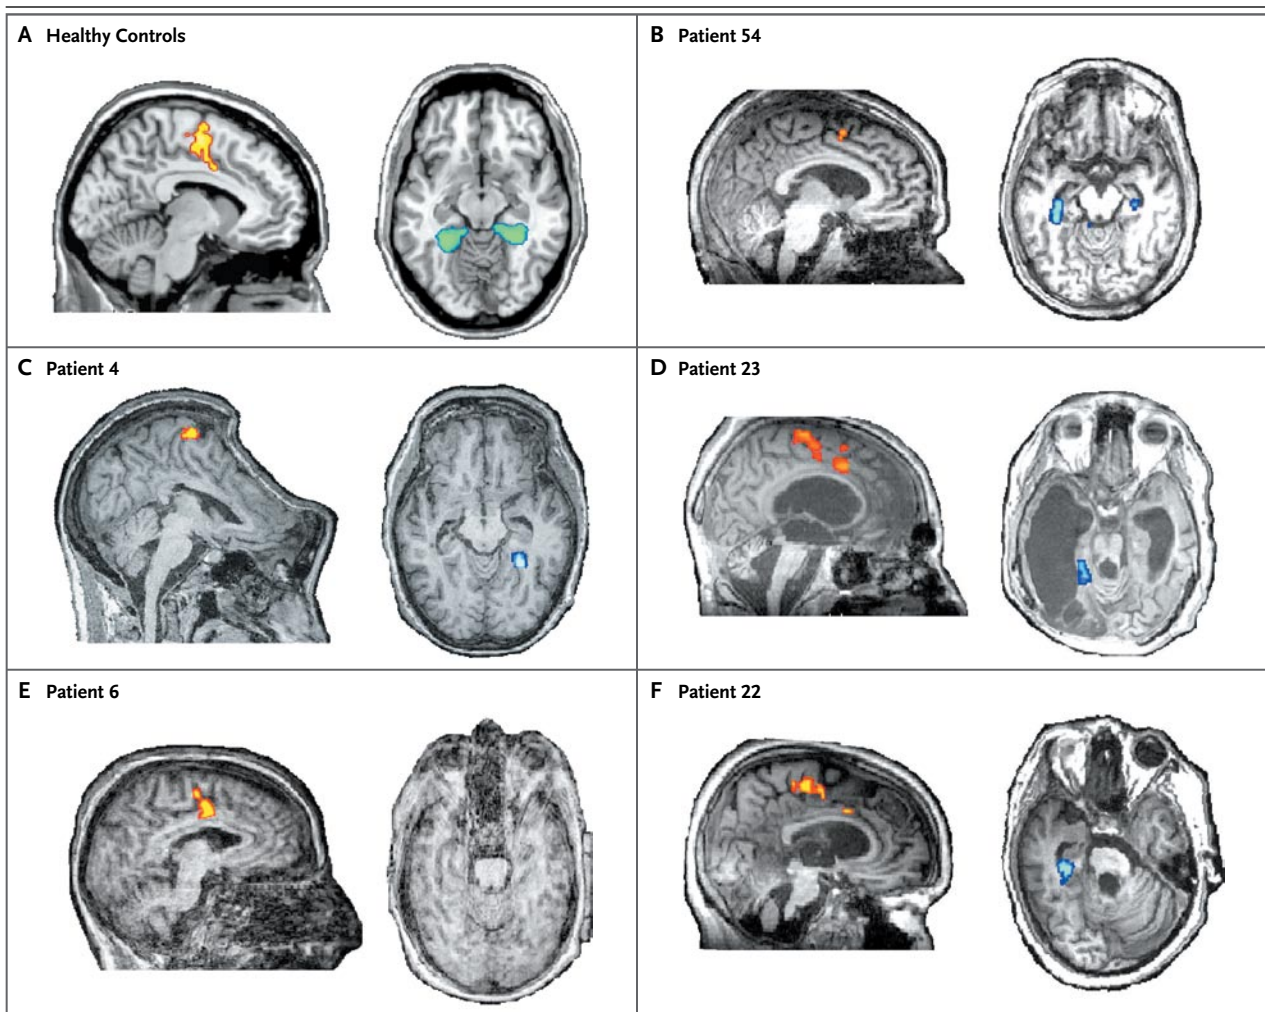 A Healthy Controls
B Patient 54
C Patient 4
D Patient 23
E Patient 6
F Patient 22